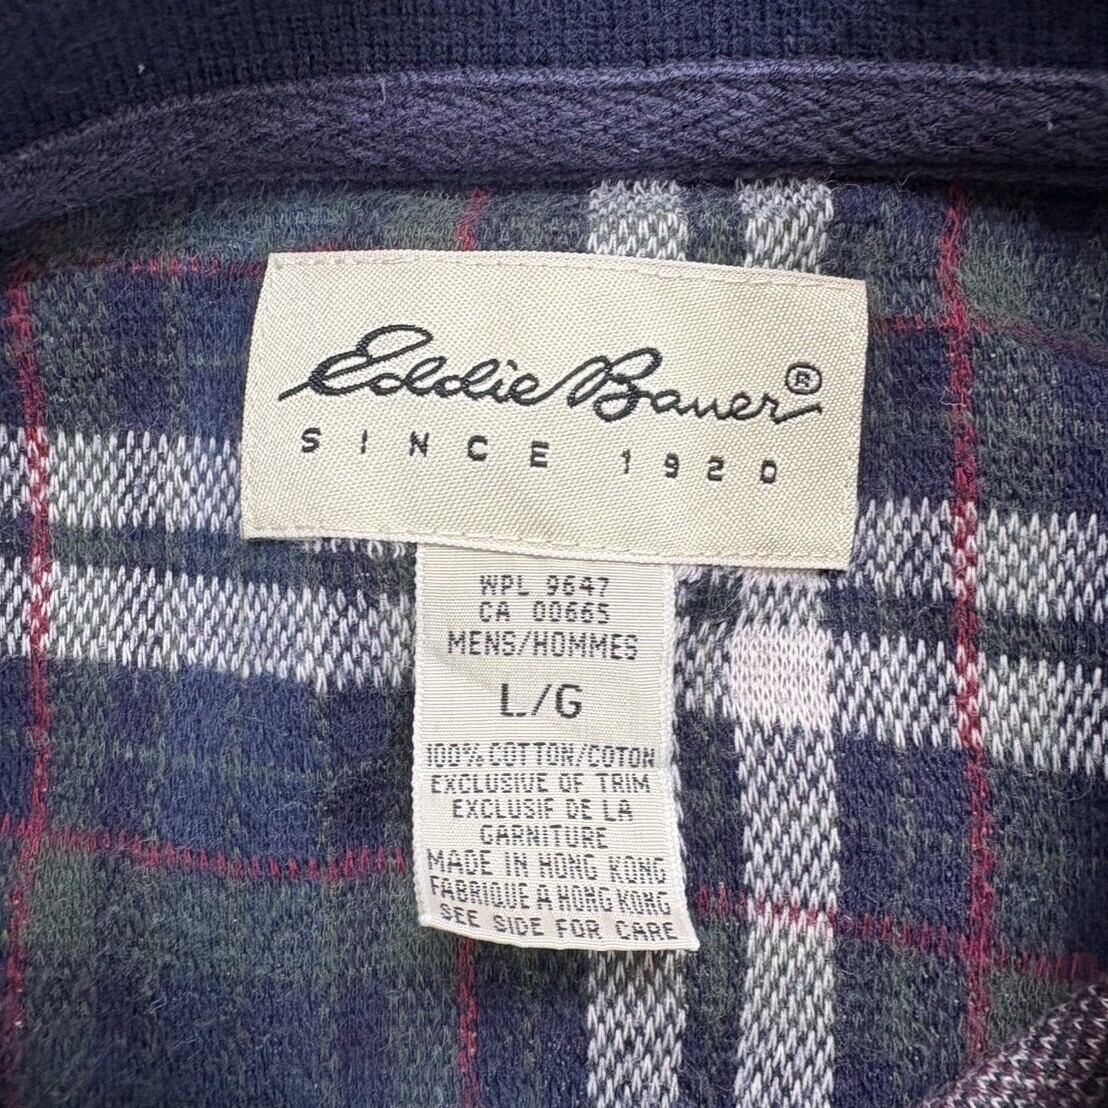 Eddie Bauer®
SINCE 1920
WPL 9647
CA 00665
MENS/HOMMES
L/G
100% COTTON/COTON
EXCLUSIVE OF TRIM
EXCLUSIF DE LA
GARNITURE
MADE IN HONG KONG
FABRIQUE A HONG KONG
SEE SIDE FOR CARE